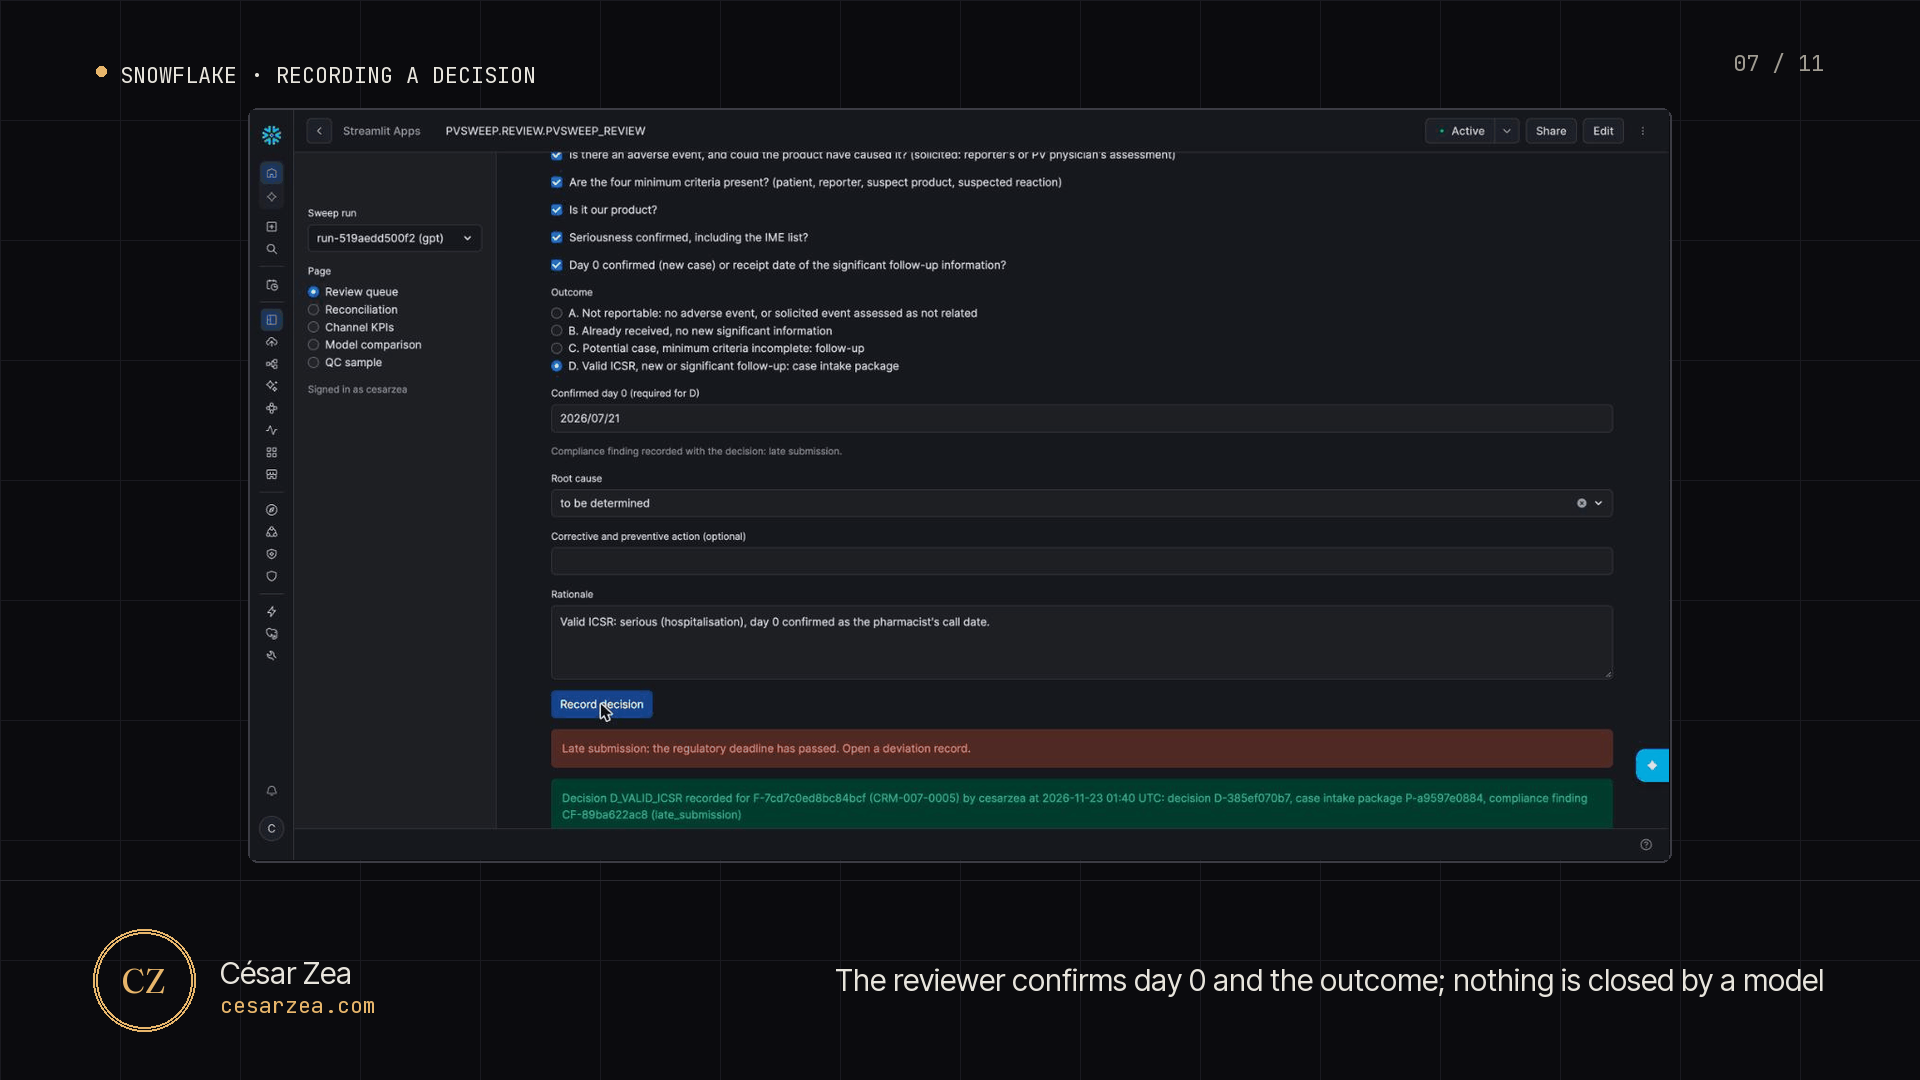 SNOWFLAKE · RECORDING A DECISION
07 / 11
Streamlit Apps
PVSWEEP.REVIEW.PVSWEEP_REVIEW
Active
Share
Edit
Sweep run
run-519aedd500f2 (gpt)
Page
Review queue
Reconciliation
Channel KPIs
Model comparison
QC sample
Signed in as cesarzea
Is there an adverse event, and could the product have caused it? (solicited: reporter's or PV physician's assessment)
Are the four minimum criteria present? (patient, reporter, suspect product, suspected reaction)
Is it our product?
Seriousness confirmed, including the IME list?
Day 0 confirmed (new case) or receipt date of the significant follow-up information?
Outcome
A. Not reportable: no adverse event, or solicited event assessed as not related
B. Already received, no new significant information
C. Potential case, minimum criteria incomplete: follow-up
D. Valid ICSR, new or significant follow-up: case intake package
Confirmed day 0 (required for D)
2026/07/21
Compliance finding recorded with the decision: late submission.
Root cause
to be determined
Corrective and preventive action (optional)
Rationale
Valid ICSR: serious (hospitalisation), day 0 confirmed as the pharmacist's call date.
Record decision
Late submission: the regulatory deadline has passed. Open a deviation record.
Decision D_VALID_ICSR recorded for F-7cd7c0ed8bc84bcf (CRM-007-0005) by cesarzea at 2026-11-23 01:40 UTC: decision D-385ef070b7, case intake package P-a9597e0884, compliance finding
CF-89ba622ac8 (late_submission)
C
CZ
César Zea
cesarzea.com
The reviewer confirms day 0 and the outcome; nothing is closed by a model